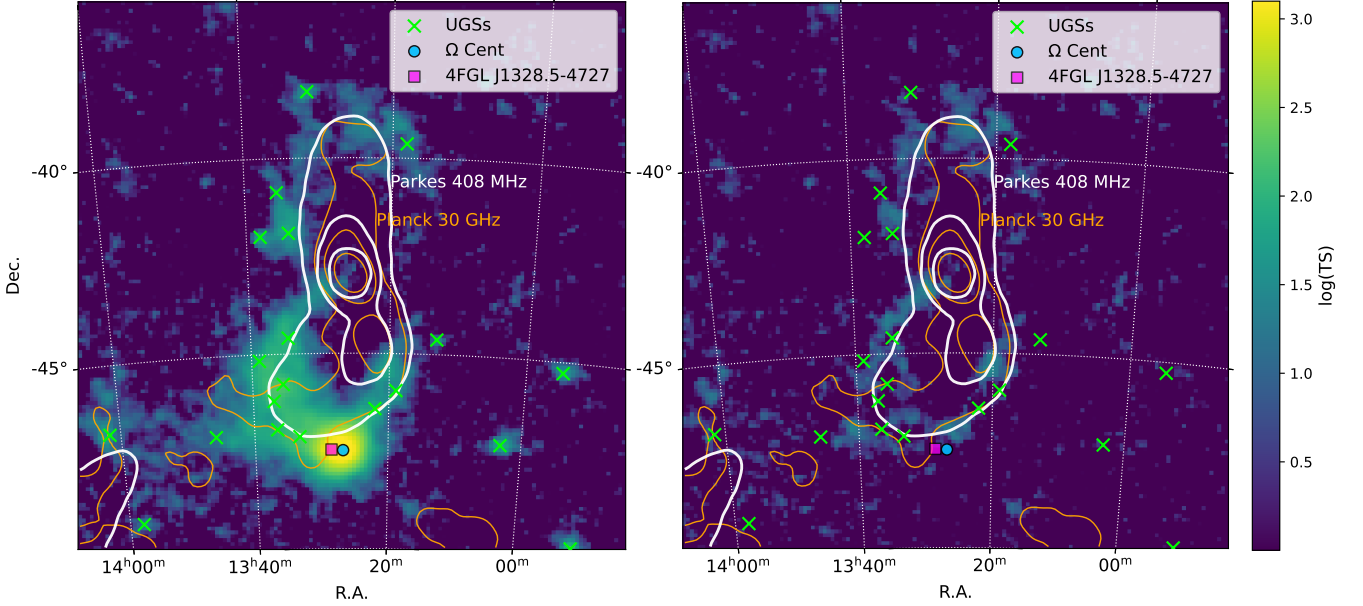 UGSs
Ω Cent
4FGL J1328.5-4727
-40°
Parkes 408 MHz
Planck 30 GHz
Dec.
-45°
14ʰ00ᵐ
13ʰ40ᵐ
20ᵐ
00ᵐ
R.A.
UGSs
Ω Cent
4FGL J1328.5-4727
Parkes 408 MHz
Planck 30 GHz
14ʰ00ᵐ
13ʰ40ᵐ
20ᵐ
00ᵐ
R.A.
3.0
2.5
2.0
1.5
1.0
0.5
log(TS)